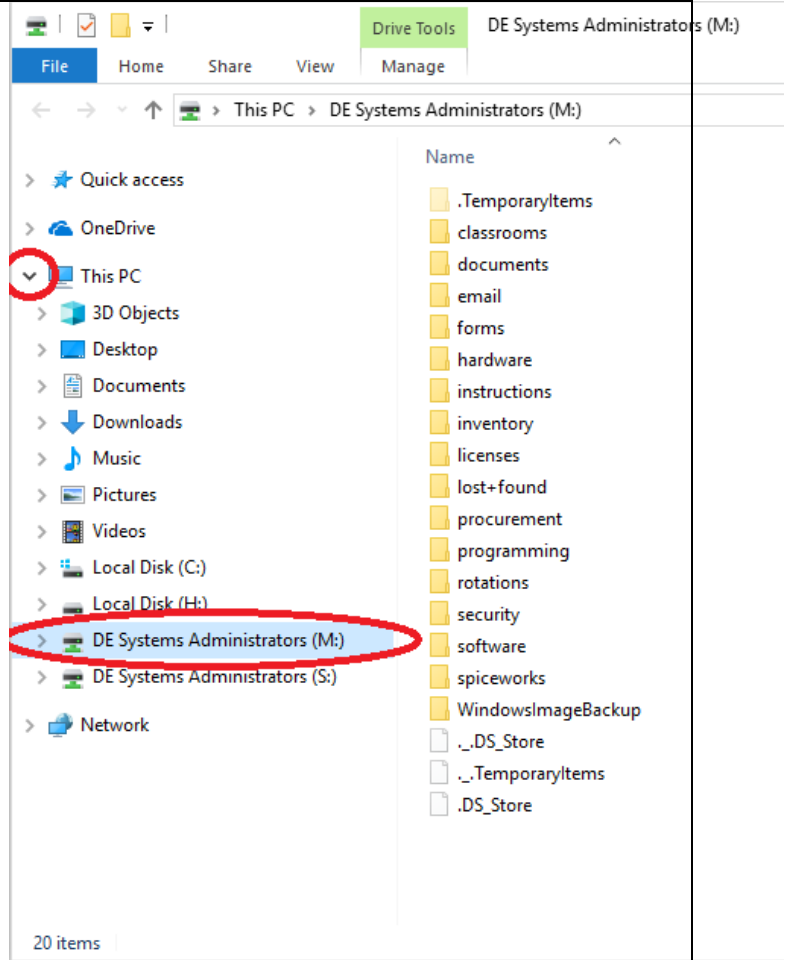 Drive Tools DE Systems Administrators (M:)
File Home Share View Manage
This PC DE Systems Administrators (M:)
Quick access
OneDrive
This PC
3D Objects
Desktop
Documents
Downloads
Music
Pictures
Videos
Local Disk (C:)
Local Disk (H:)
DE Systems Administrators (M:)
DE Systems Administrators (S:)
Network
Name
.TemporaryItems
classrooms
documents
email
forms
hardware
instructions
inventory
licenses
lost+found
procurement
programming
rotations
security
software
spiceworks
WindowsImageBackup
._.DS_Store
._.TemporaryItems
.DS_Store
20 items